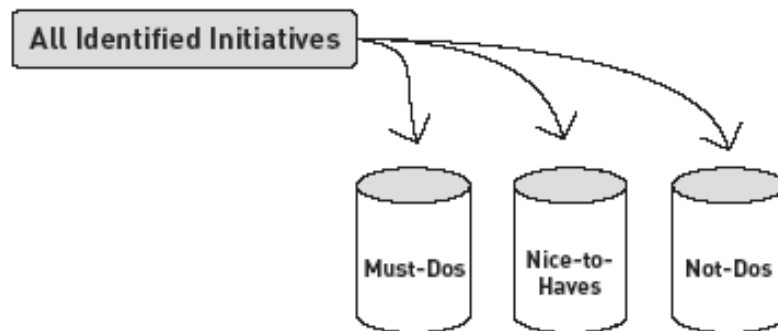 All Identified Initiatives
Must-Dos
Nice-to-
Haves
Not-Dos